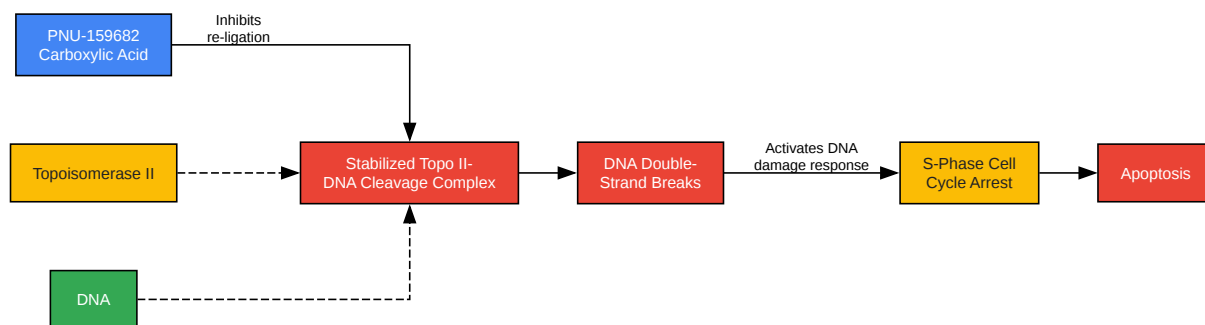 PNU-159682
Carboxylic Acid
Inhibits
re-ligation
Topoisomerase II
Stabilized Topo II-
DNA Cleavage Complex
DNA Double-
Strand Breaks
Activates DNA
damage response
S-Phase Cell
Cycle Arrest
Apoptosis
DNA